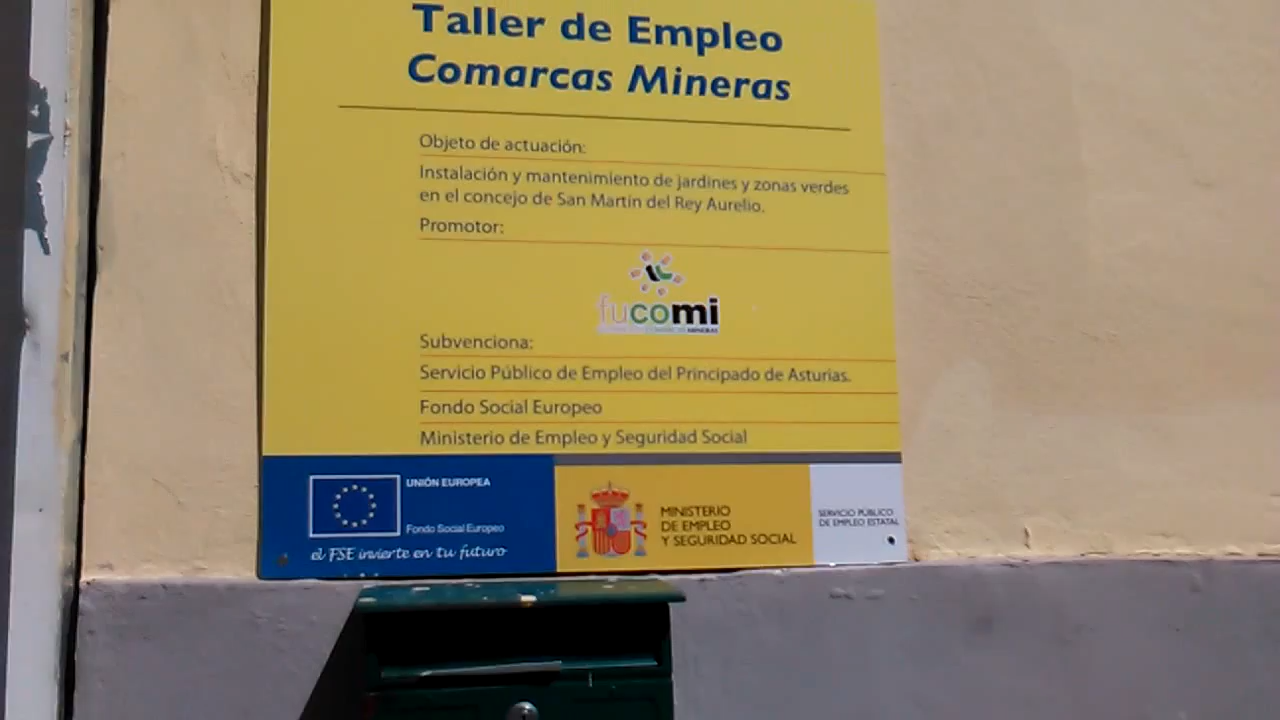 Taller de Empleo
Comarcas Mineras
Objeto de actuación:
Instalación y mantenimiento de jardines y zonas verdes
en el concejo de San Martín del Rey Aurelio.
Promotor:
fucomi
Subvenciona:
Servicio Público de Empleo del Principado de Asturias.
Fondo Social Europeo
Ministerio de Empleo y Seguridad Social
UNIÓN EUROPEA
Fondo Social Europeo
el FSE invierte en tu futuro
MINISTERIO
DE EMPLEO
Y SEGURIDAD SOCIAL
SERVICIO PÚBLICO
DE EMPLEO ESTATAL